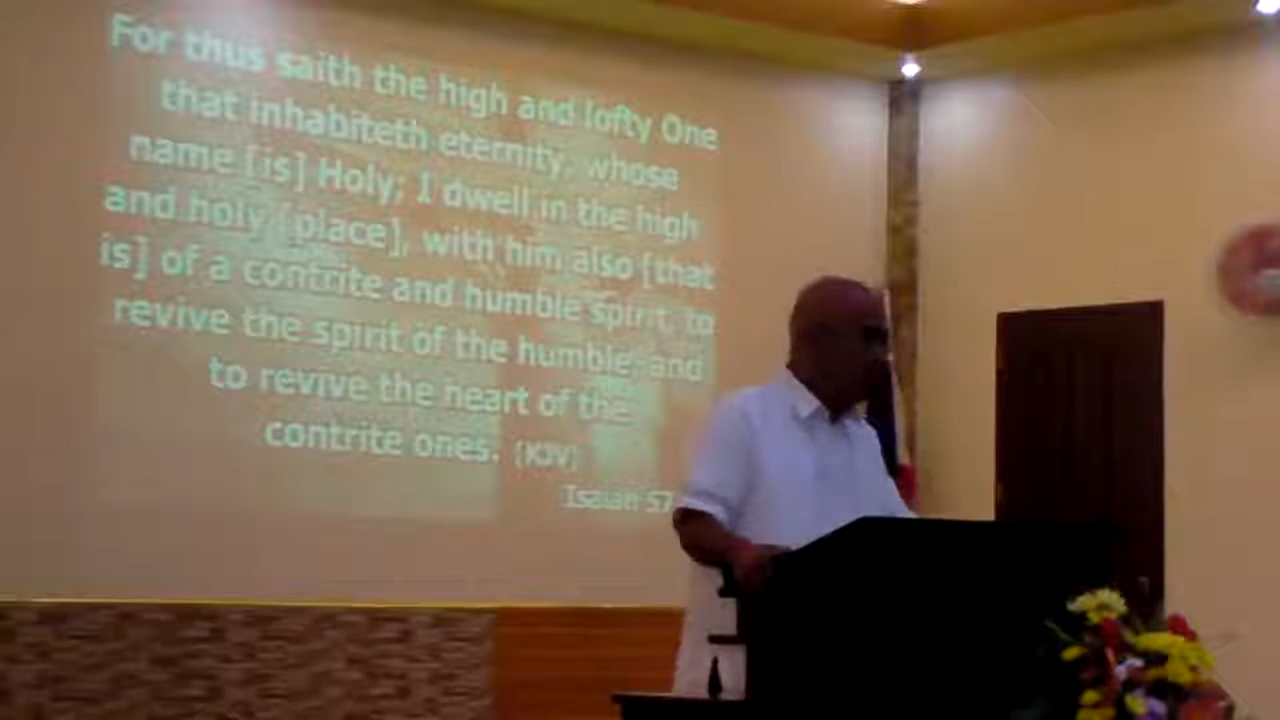 For thus saith the high and lofty One
that inhabiteth eternity, whose
name [is] Holy; I dwell in the high
and holy [place], with him also [that
is] of a contrite and humble spirit, to
revive the spirit of the humble, and
to revive the heart of the
contrite ones. (KJV)
Isaiah 57